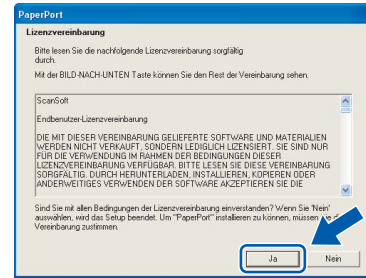 PaperPort
Lizenzvereinbarung
Bitte lesen Sie die nachfolgende Lizenzvereinbarung sorgfältig
durch.
Mit der BILD-NACH-UNTEN Taste können Sie den Rest der Vereinbarung sehen.
ScanSoft
Endbenutzer-Lizenzvereinbarung
DIE MIT DIESER VEREINBARUNG GELIEFERTE SOFTWARE UND MATERIALIEN
WERDEN NICHT VERKAUFT, SONDERN LEDIGLICH LIZENSIERT. SIE SIND NUR
FÜR DIE VERWENDUNG IM RAHMEN DER BEDINGUNGEN DIESER
LIZENZVEREINBARUNG VERFÜGBAR. BITTE LESEN SIE DIESE VEREINBARUNG
SORGFÄLTIG. DURCH HERUNTERLADEN, INSTALLIEREN, KOPIEREN ODER
ANDERWEITIGES VERWENDEN DER SOFTWARE AKZEPTIEREN SIE DIE
Sind Sie mit allen Bedingungen der Lizenzvereinbarung einverstanden? Wenn Sie 'Nein'
auswählen, wird das Setup beendet. Um "PaperPort" installieren zu können, müssen Sie
Vereinbarung zustimmen.
Ja
Nein